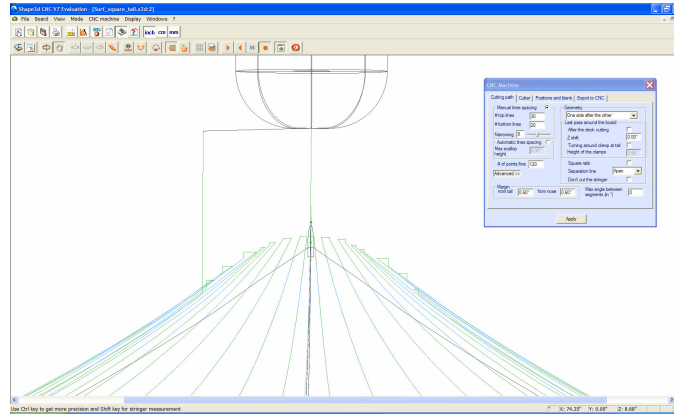 Shape3d CNC V7 Evaluation - [Surf_square_tail.s3d:2]
File Board View Mode CNC machine Display Windows ?
inch cm mm
CNC Machine
Cutting path Cutter Positions and blank Export to CNC
Manual lines spacing
# top lines 30
# bottom lines 20
Narrowing 5
Automatic lines spacing
Max scallop height
# of points/line 120
Advanced >>
Geometry
One side after the other
Last pass around the board
After the deck cutting
Z shift 0.00"
Turning around clamp at tail
Height of the clamps
Square rails
Separation line Apex
Don't cut the stringer
Margin
from tail 0.60" from nose 0.60" Max angle between segments (in °) 0
Apply
Use Ctrl key to get more precision and Shift key for stringer measurement
" X: 74.35" Y: 0.00" Z: 8.60"